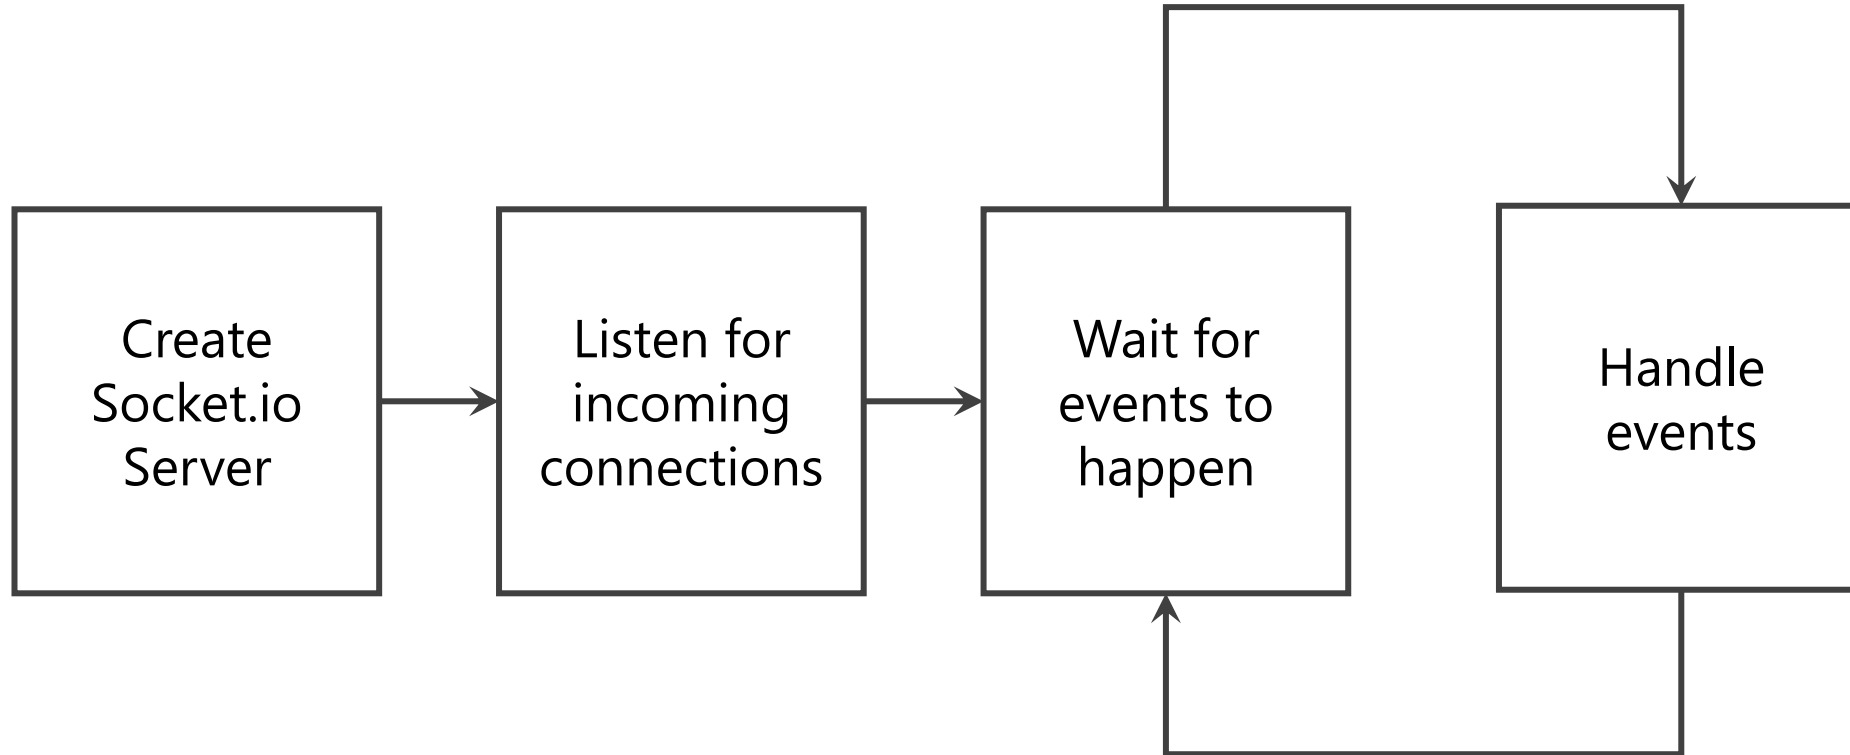 Create
Socket.io
Server
Listen for
incoming
connections
Wait for
events to
happen
Handle
events